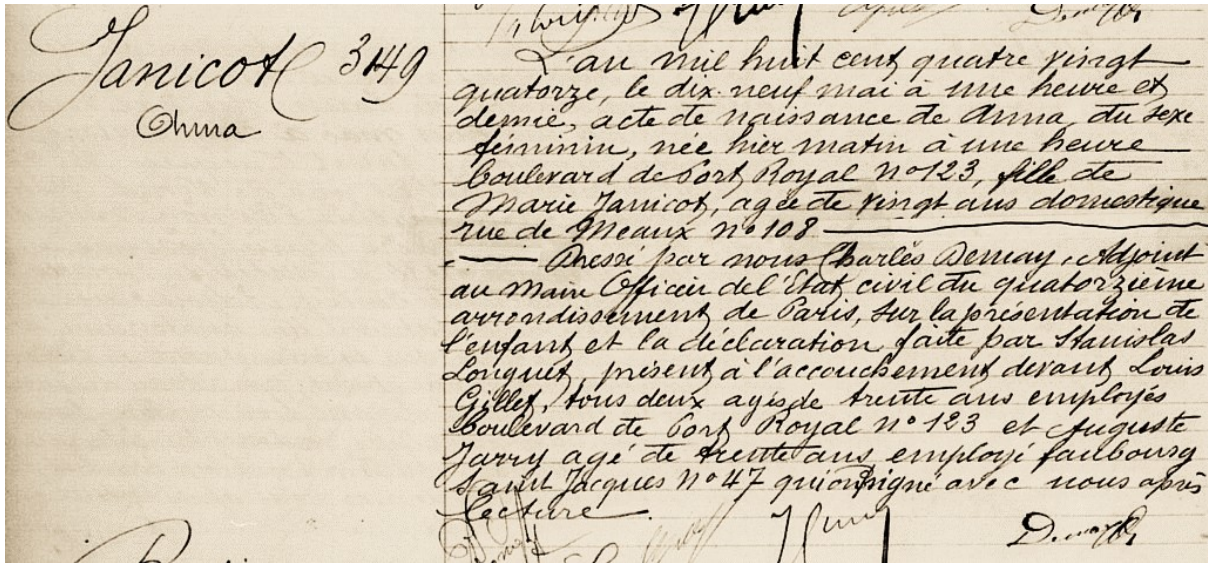 Janicot 3149
Anna
L'an mil huit cent quatre vingt
quatorze, le dix neuf mai à une heure et
demie, acte de naissance de Anna, du sexe
féminin, née hier matin à une heure
boulevard de Port Royal n° 123, fille de
Marie Janicot, agée de vingt ans domestique
rue de Meaux n° 108
Dressé par nous Charles Demay, Adjoint
au Maire Officier de l'Etat civil du quatorzième
arrondissement de Paris, sur la présentation de
l'enfant et la déclaration faite par Stanislas
Longuet, présent à l'accouchement devant Louis
Gillet, tous deux agés de trente ans employés
boulevard de Port Royal n° 123 et Auguste
Jarry agé de trente ans employé faubourg
Saint Jacques n° 47 qui ont signé avec nous après
lecture.